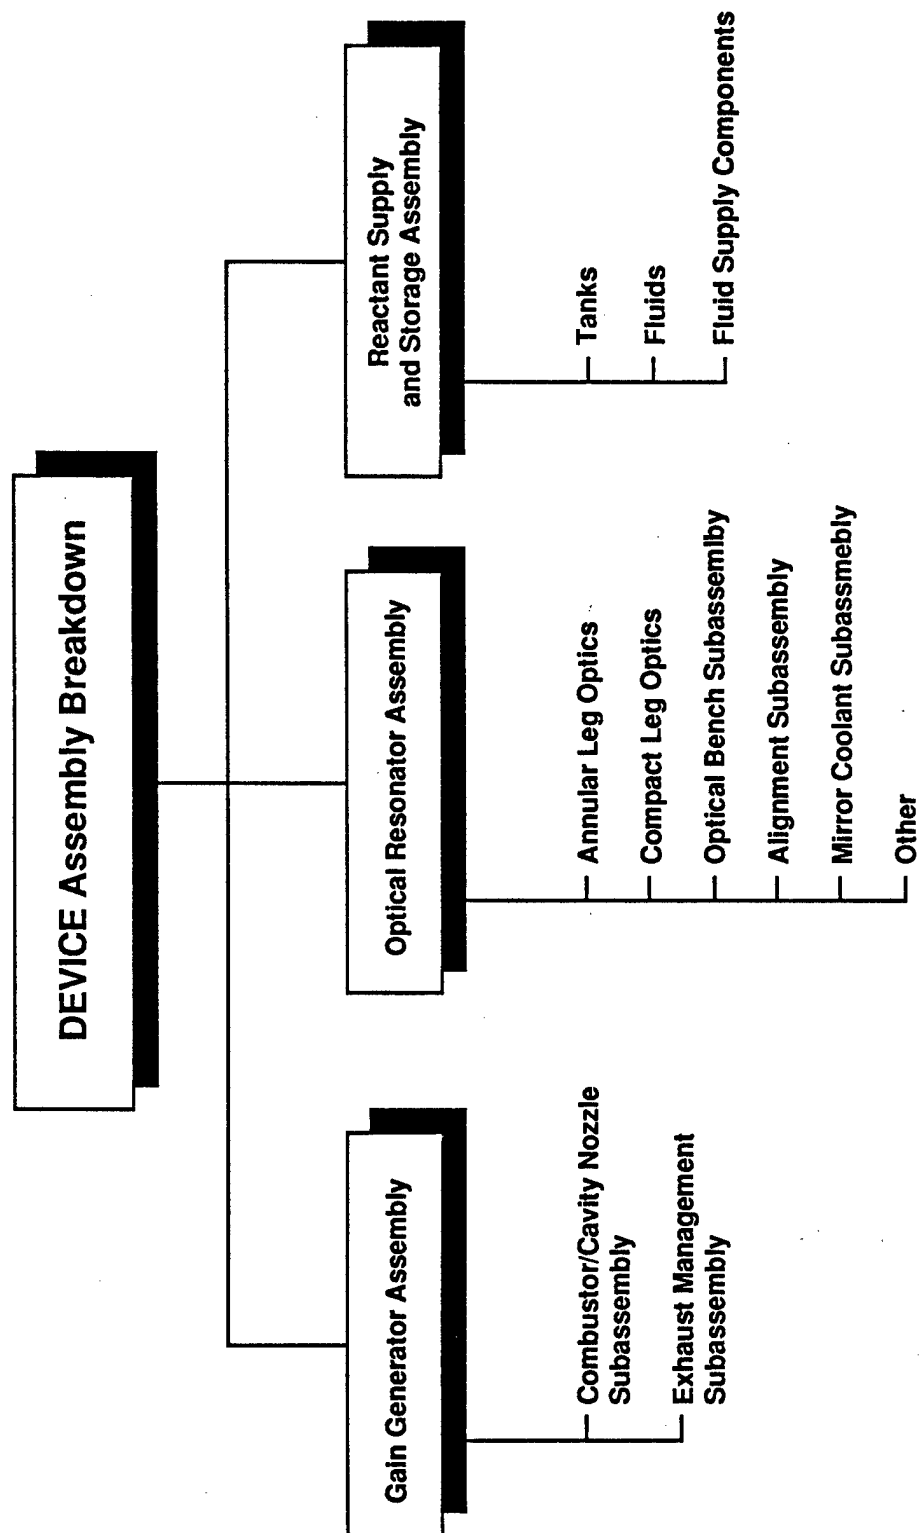 DEVICE Assembly Breakdown
Gain Generator Assembly
Combustor/Cavity Nozzle
Subassembly
Exhaust Management
Subassembly
Optical Resonator Assembly
Annular Leg Optics
Compact Leg Optics
Optical Bench Subassemlby
Alignment Subassembly
Mirror Coolant Subassmebly
Other
Reactant Supply
and Storage Assembly
Tanks
Fluids
Fluid Supply Components